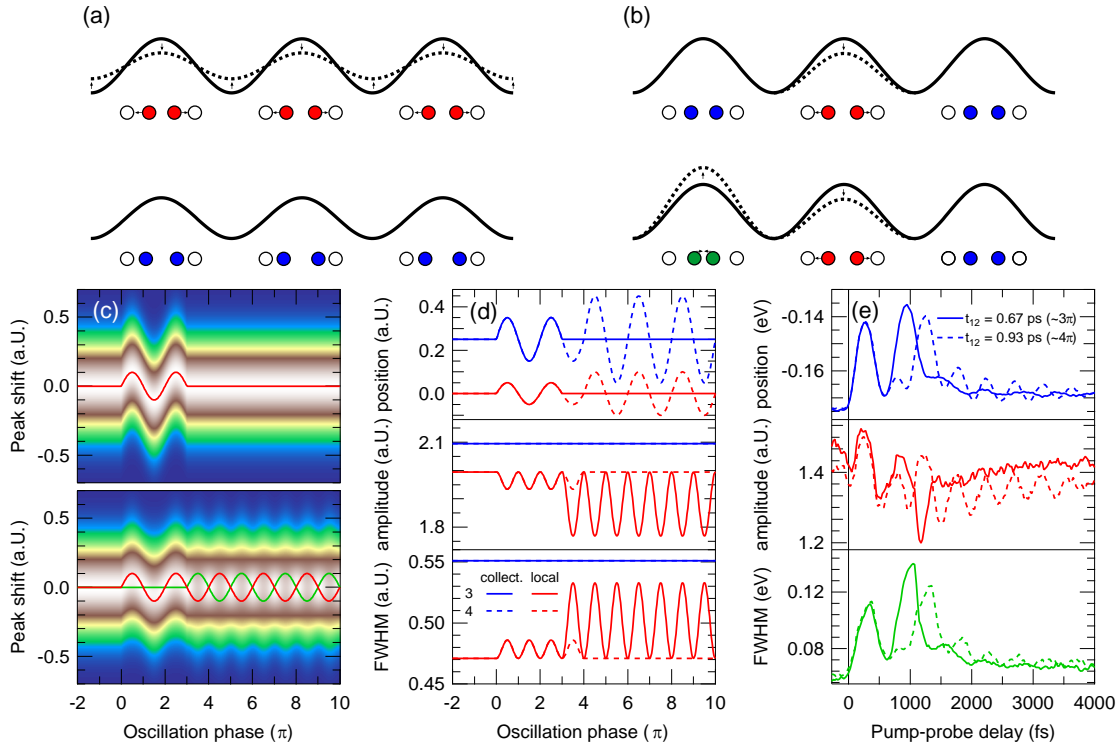 (a)
(b)
(c)
Peak shift (a.U.)
0.5
0.0
-0.5
Peak shift (a.U.)
0.5
0.0
-0.5
-2 0 2 4 6 8 10
Oscillation phase (π)
(d)
FWHM (a.U.) amplitude (a.U.) position (a.U.)
0.4
0.2
0.0
2.1
1.8
0.55
0.50
0.45
collect. local
3
4
-2 0 2 4 6 8 10
Oscillation phase (π)
(e)
FWHM (eV) amplitude (a.U.) position (eV)
-0.14
-0.16
1.4
1.2
0.12
0.08
t12 = 0.67 ps (~3π)
t12 = 0.93 ps (~4π)
0 1000 2000 3000 4000
Pump-probe delay (fs)